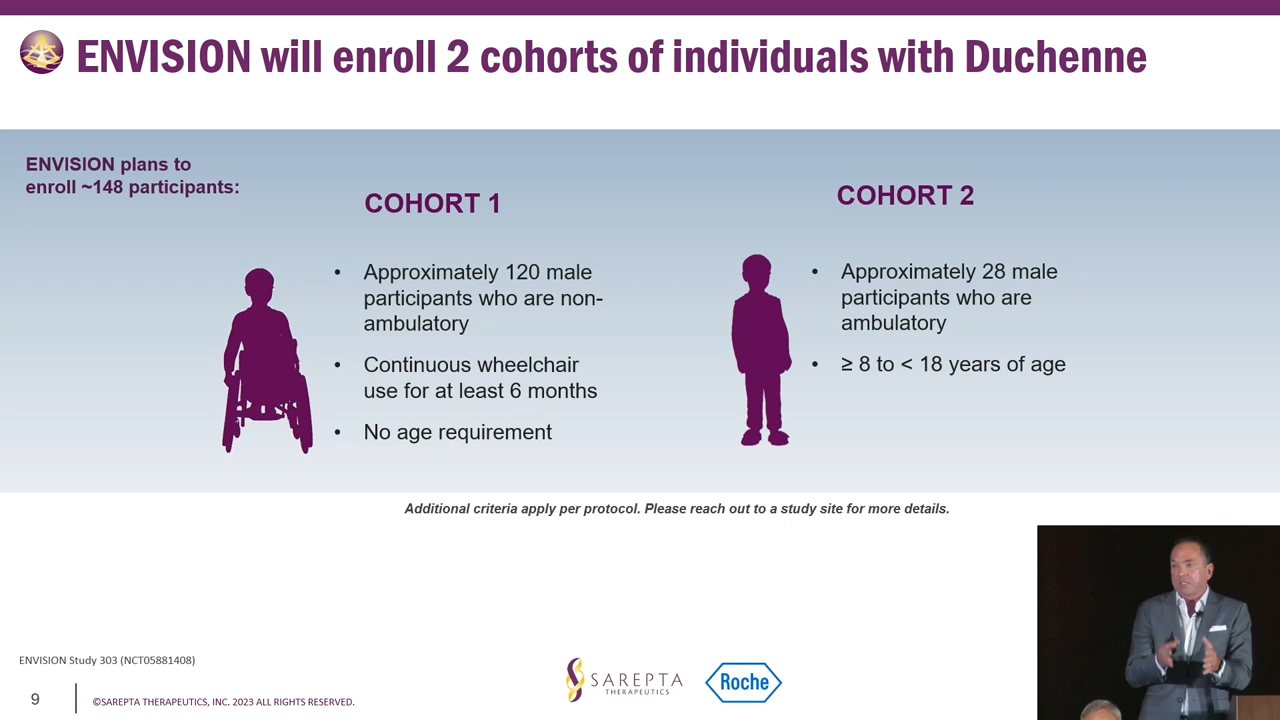 ENVISION will enroll 2 cohorts of individuals with Duchenne
ENVISION plans to
enroll ~148 participants:
COHORT 1
• Approximately 120 male
participants who are non-
ambulatory
• Continuous wheelchair
use for at least 6 months
• No age requirement
COHORT 2
• Approximately 28 male
participants who are
ambulatory
• ≥ 8 to < 18 years of age
Additional criteria apply per protocol. Please reach out to a study site for more details.
ENVISION Study 303 (NCT05881408)
9
©SAREPTA THERAPEUTICS, INC. 2023 ALL RIGHTS RESERVED.
SAREPTA
THERAPEUTICS
Roche